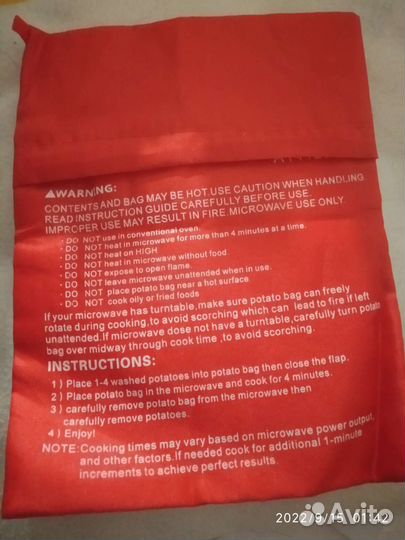 ⚠WARNING:
CONTENTS AND BAG MAY BE HOT.USE CAUTION WHEN HANDLING
READ INSTRUCTION GUIDE CAREFULLY BEFORE USE.
IMPROPER USE MAY RESULT IN FIRE.MICROWAVE USE ONLY
· DO NOT use in conventional oven.
· DO NOT heat in microwave for more than 4 minutes at a time.
· DO NOT heat on HIGH
· DO NOT heat in microwave without food
· DO NOT expose to open flame.
· DO NOT leave microwave unattended when in use.
· DO NOT place potato bag near a hot surface
· DO NOT cook oily or fried foods
If your microwave has turntable,make sure potato bag can freely
rotate during cooking,to avoid scorching which can lead to fire if left
unattended.If microwave dose not have a turntable,carefully turn potato
bag over midway through cook time ,to avoid scorching.
INSTRUCTIONS:
1) Place 1-4 washed potatoes into potato bag then close the flap.
2) Place potato bag in the microwave and cook for 4 minutes.
3) carefully remove potato bag from the microwave then
carefully remove potatoes.
4) Enjoy!
NOTE:Cooking times may vary based on microwave power output,
and other factors.If needed cook for additional 1-minute
increments to achieve perfect results.
2022/9/15 01:42
Avito